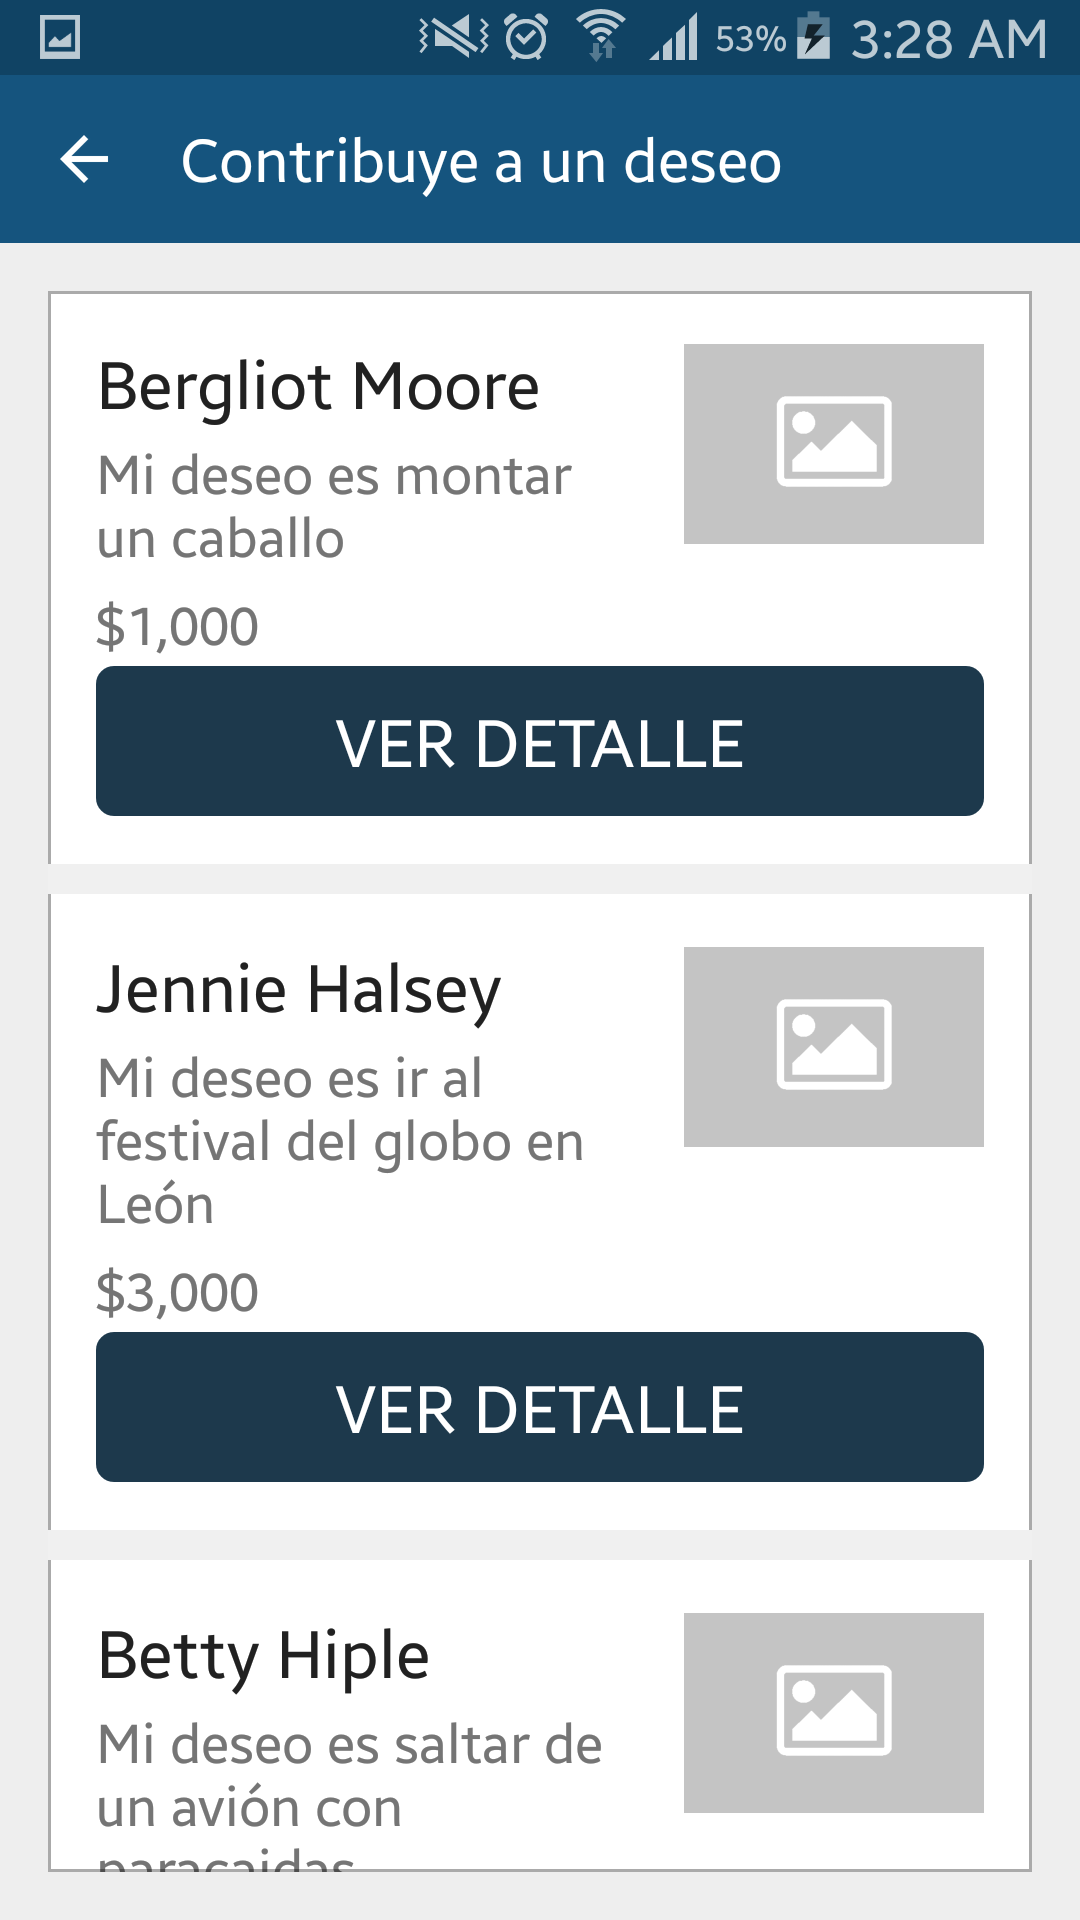 53% 3:28 AM
Contribuye a un deseo
Bergliot Moore
Mi deseo es montar
un caballo
$1,000
VER DETALLE
Jennie Halsey
Mi deseo es ir al
festival del globo en
León
$3,000
VER DETALLE
Betty Hiple
Mi deseo es saltar de
un avión con
paracaidas